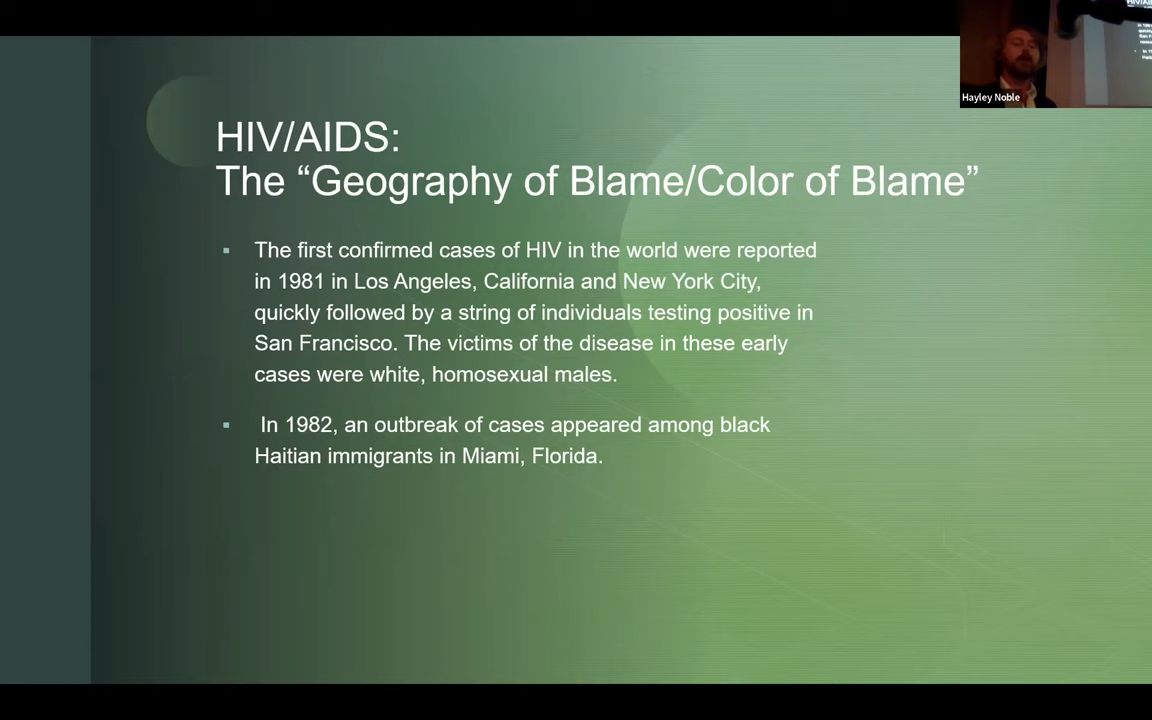 HIV/AIDS:
The “Geography of Blame/Color of Blame”
▪ The first confirmed cases of HIV in the world were reported
in 1981 in Los Angeles, California and New York City,
quickly followed by a string of individuals testing positive in
San Francisco. The victims of the disease in these early
cases were white, homosexual males.
▪ In 1982, an outbreak of cases appeared among black
Haitian immigrants in Miami, Florida.
Hayley Noble